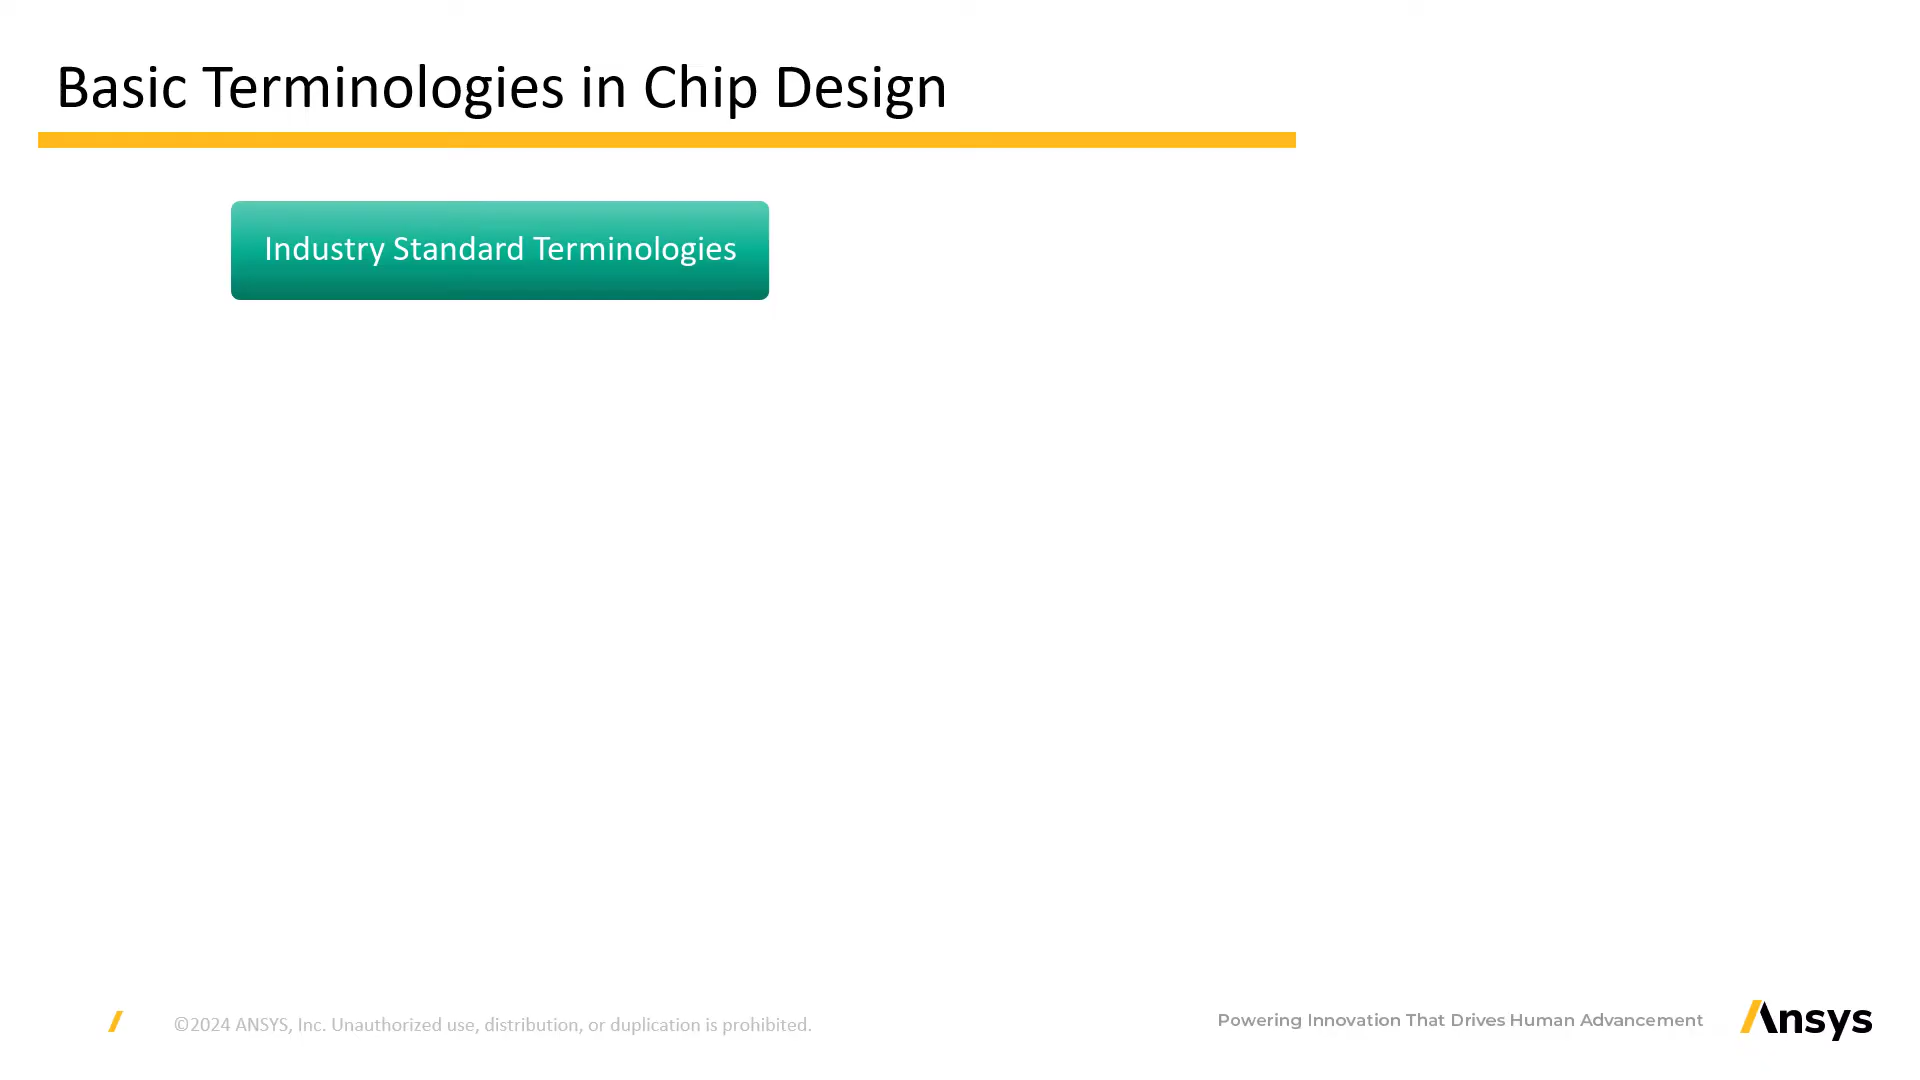 Basic Terminologies in Chip Design
Industry Standard Terminologies
©2024 ANSYS, Inc. Unauthorized use, distribution, or duplication is prohibited.
Powering Innovation That Drives Human Advancement
Ansys